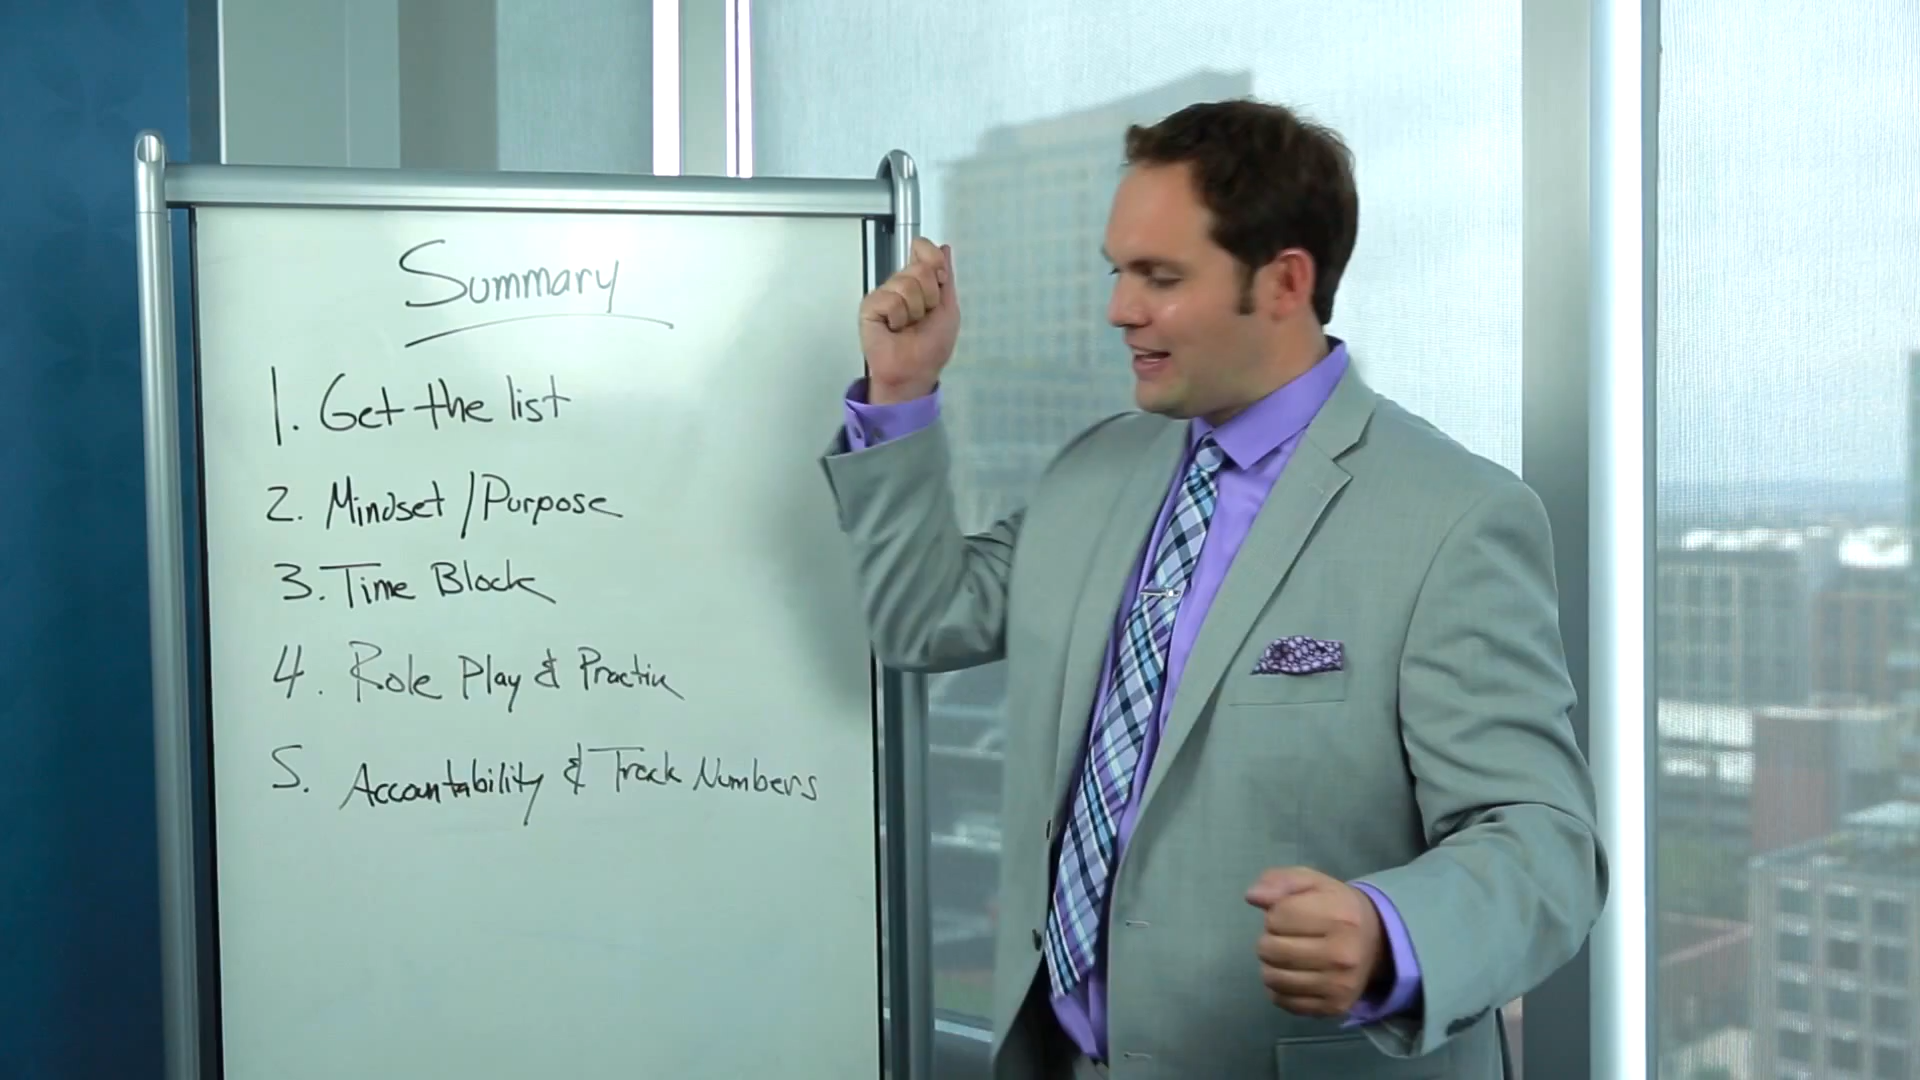 Summary
1. Get the list
2. Mindset / Purpose
3. Time Block
4. Role Play & Practice
5. Accountability & Track Numbers